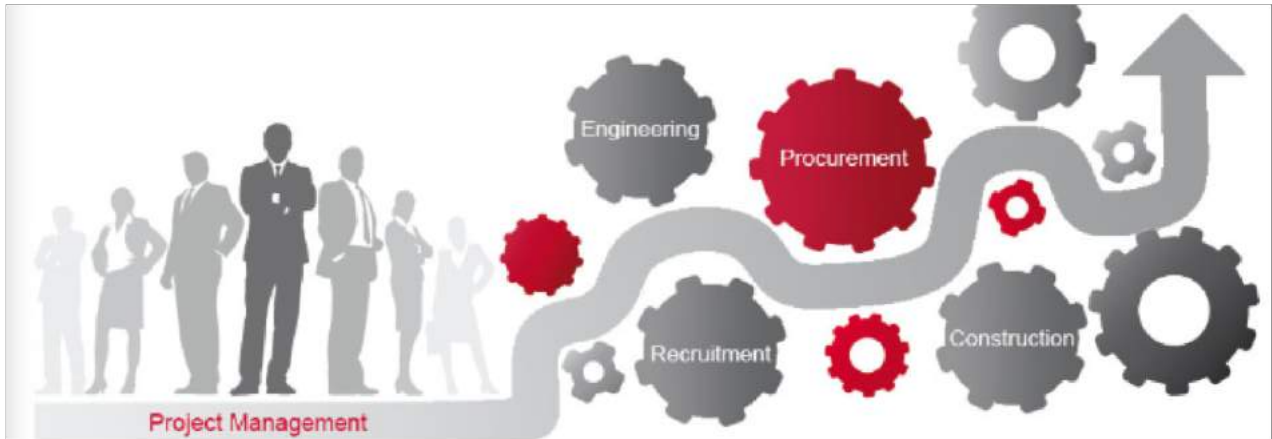 Engineering
Procurement
Recruitment
Construction
Project Management